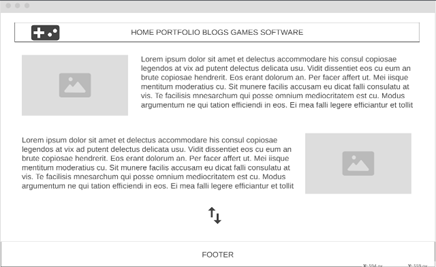 HOME PORTFOLIO BLOGS GAMES SOFTWARE
Lorem ipsum dolor sit amet et delectus accommodare his consul copiosae
legendos at vix ad putent delectus delicata usu. Vidit dissentiet eos cu eum an
brute copiosae hendrerit. Eos erant dolorum an. Per facer affert ut. Mei iisque
mentitum moderatius cu. Sit munere facilis accusam eu dicat falli consulatu at
vis. Te facilisis mnesarchum qui posse omnium mediocritatem est cu. Modus
argumentum ne qui tation efficiendi in eos. Ei mea falli legere efficiantur et tollit
Lorem ipsum dolor sit amet et delectus accommodare his consul copiosae
legendos at vix ad putent delectus delicata usu. Vidit dissentiet eos cu eum an
brute copiosae hendrerit. Eos erant dolorum an. Per facer affert ut. Mei iisque
mentitum moderatius cu. Sit munere facilis accusam eu dicat falli consulatu at
vis. Te facilisis mnesarchum qui posse omnium mediocritatem est cu. Modus
argumentum ne qui tation efficiendi in eos. Ei mea falli legere efficiantur et tollit
FOOTER